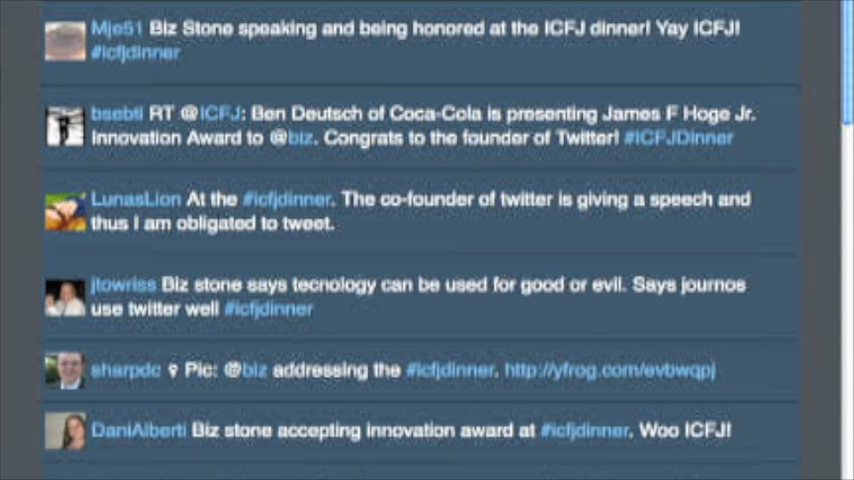 Mje51 Biz Stone speaking and being honored at the ICFJ dinner! Yay ICFJ!
#icfjdinner
bsebti RT @ICFJ: Ben Deutsch of Coca-Cola is presenting James F Hoge Jr.
Innovation Award to @biz. Congrats to the founder of Twitter! #ICFJDinner
LunasLion At the #icfjdinner. The co-founder of twitter is giving a speech and
thus I am obligated to tweet.
jtowriss Biz stone says tecnology can be used for good or evil. Says journos
use twitter well #icfjdinner
sharpdc Pic: @biz addressing the #icfjdinner. http://yfrog.com/evbwqpj
DaniAlberti Biz stone accepting innovation award at #icfjdinner. Woo ICFJ!